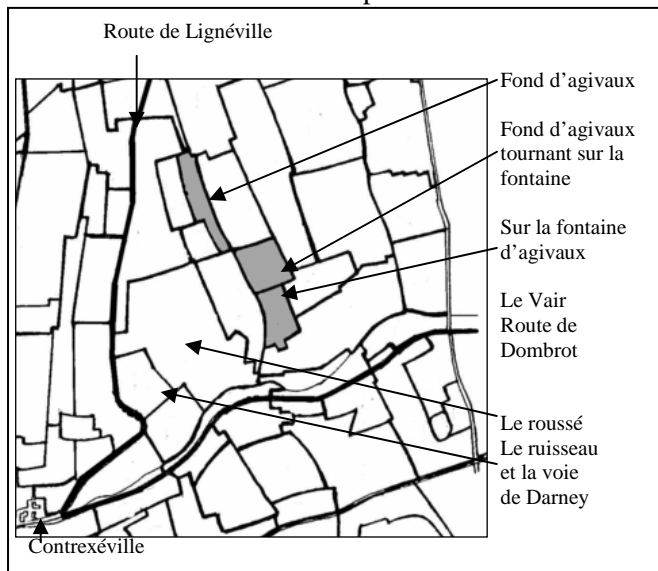 Route de Lignéville
Fond d'agivaux
Fond d'agivaux
tournant sur la
fontaine
Sur la fontaine
d'agivaux
Le Vair
Route de
Dombrot
Le roussé
Le ruisseau
et la voie
de Darney
Contrexéville